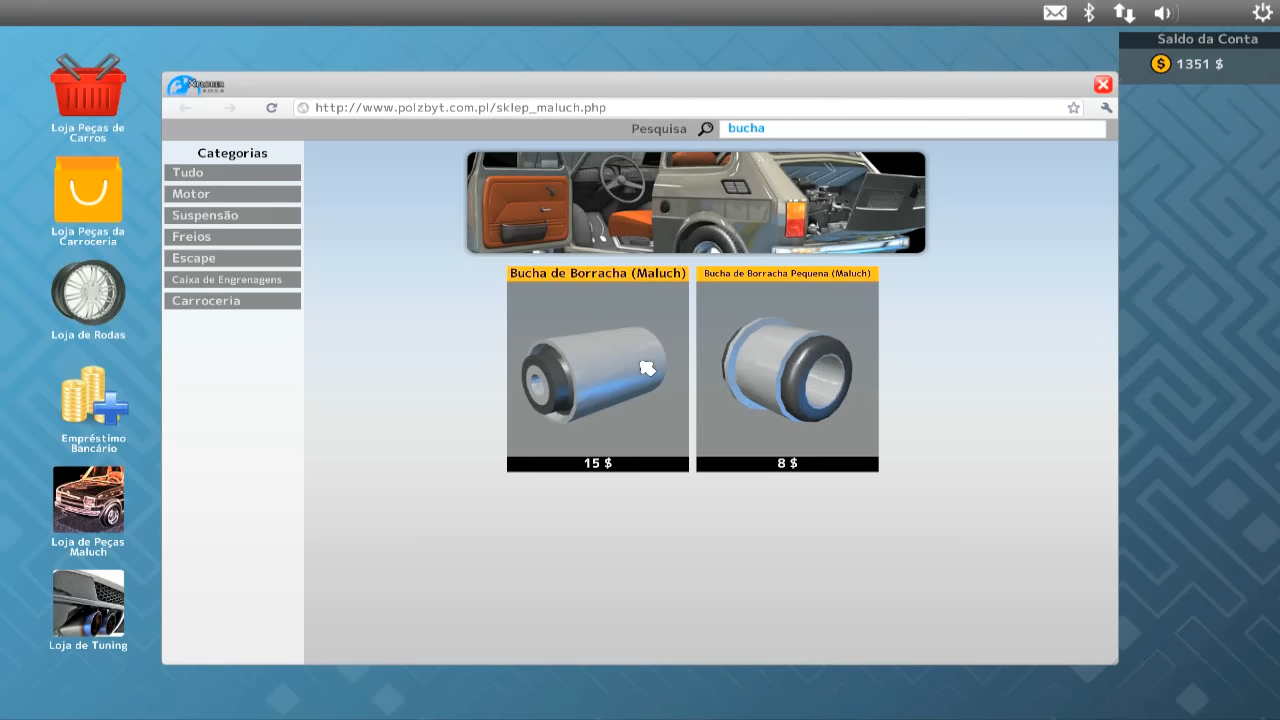 Saldo da Conta
1351 $
Loja Peças de
Carros
Loja Peças da
Carroceria
Loja de Rodas
Empréstimo
Bancário
Loja de Peças
Maluch
Loja de Tuning
XPLORER
http://www.polzbyt.com.pl/sklep_maluch.php
Pesquisa
bucha
Categorias
Tudo
Motor
Suspensão
Freios
Escape
Caixa de Engrenagens
Carroceria
Bucha de Borracha (Maluch)
15 $
Bucha de Borracha Pequena (Maluch)
8 $